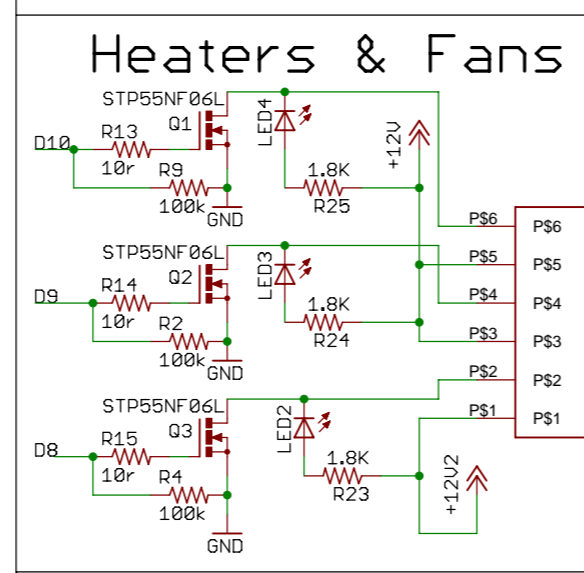 Heaters & Fans
STP55NF06L
Q1
LED4
+12V
D10
R13
10r
R9
100k
GND
1.8K
R25
P$6 P$6
P$5 P$5
STP55NF06L
Q2
LED3
D9
R14
10r
R2
100k
GND
1.8K
R24
P$4 P$4
P$3 P$3
STP55NF06L
Q3
LED2
D8
R15
10r
R4
100k
GND
1.8K
R23
+12V2
P$2 P$2
P$1 P$1